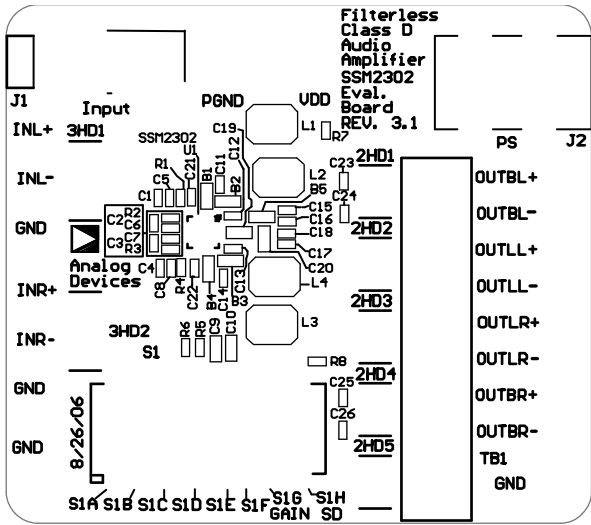 Filterless
Class D
Audio
Amplifier
SSM2302
Eval.
Board
REV. 3.1
J1
Input
PGND
VDD
INL+
3HD1
C19
L1
R7
PS
J2
SSM2302
U1
C12
R1
C21
C5
B1
C11
C1
B2
L2
B5
C23
2HD1
INL-
OUTBL+
C15
C16
C18
C17
C20
C24
2HD2
OUTBL-
GND
C2
R2
C6
C7
C3
R3
OUTLL+
Analog
Devices
C4
C8
R4
C22
B4
C14
C13
B3
L4
OUTLL-
INR+
2HD3
3HD2
S1
R6
R5
C9
C10
L3
OUTLR+
INR-
R8
OUTLR-
2HD4
GND
C25
OUTBR+
8/26/06
C26
OUTBR-
GND
2HD5
TB1
GND
S1A S1B S1C S1D S1E S1F S1G S1H
GAIN SD